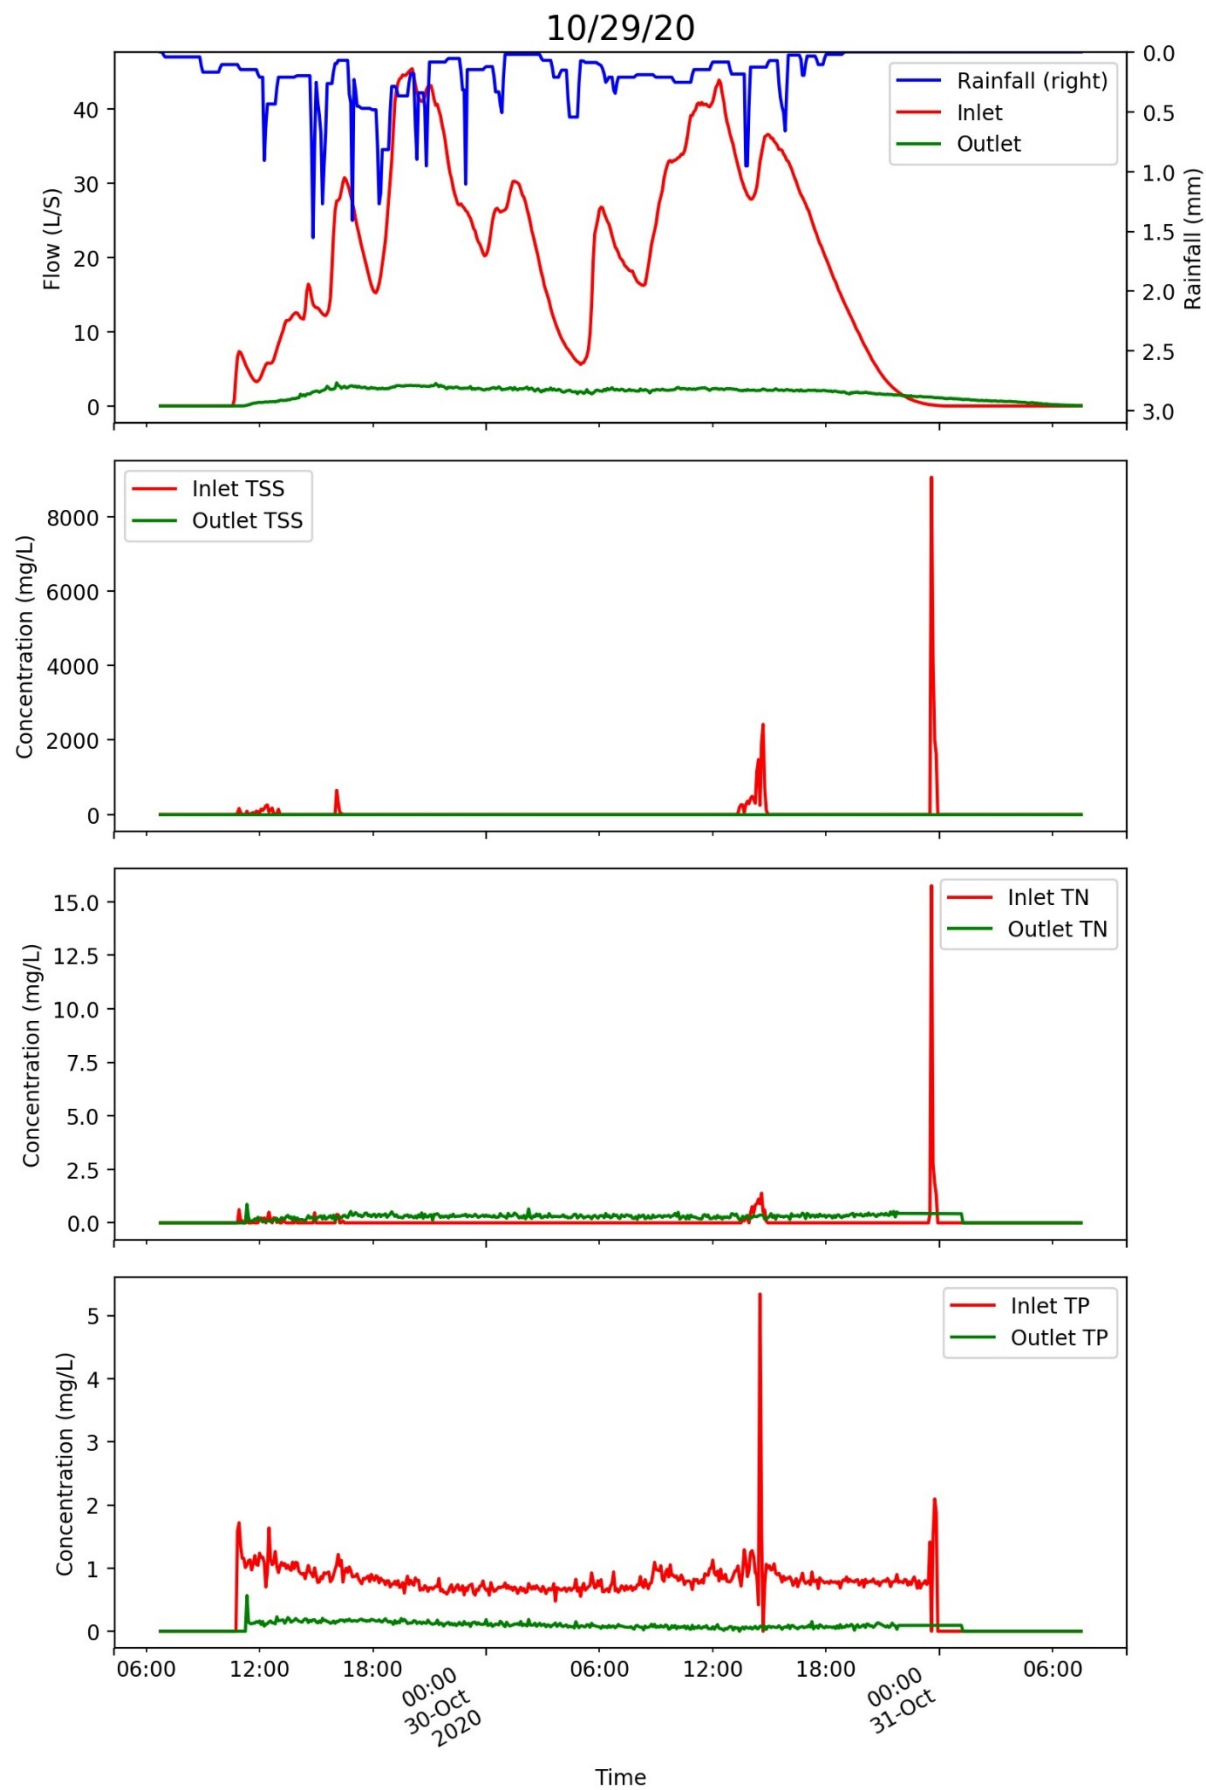 10/29/20
Flow (L/S)
0
10
20
30
40
Rainfall (right)
Inlet
Outlet
0.0
0.5
1.0
1.5
2.0
2.5
3.0
Rainfall (mm)
Concentration (mg/L)
8000
6000
4000
2000
0
Inlet TSS
Outlet TSS
Concentration (mg/L)
15.0
12.5
10.0
7.5
5.0
2.5
0.0
Inlet TN
Outlet TN
Concentration (mg/L)
5
4
3
2
1
0
Inlet TP
Outlet TP
06:00
12:00
18:00
00:00
30-Oct
2020
06:00
12:00
18:00
00:00
31-Oct
06:00
Time